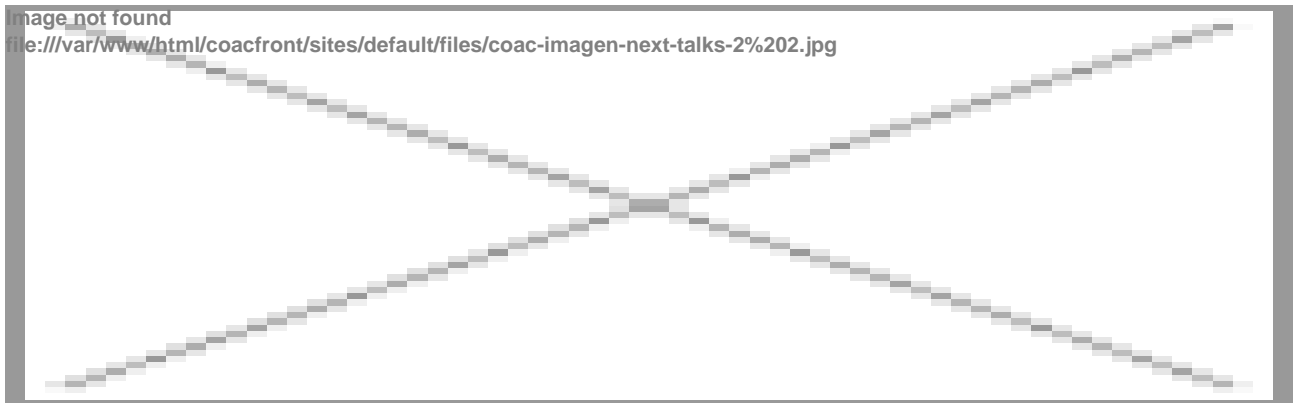 Image not found
file:///var/www/html/coacfront/sites/default/files/coac-imagen-next-talks-2%202.jpg